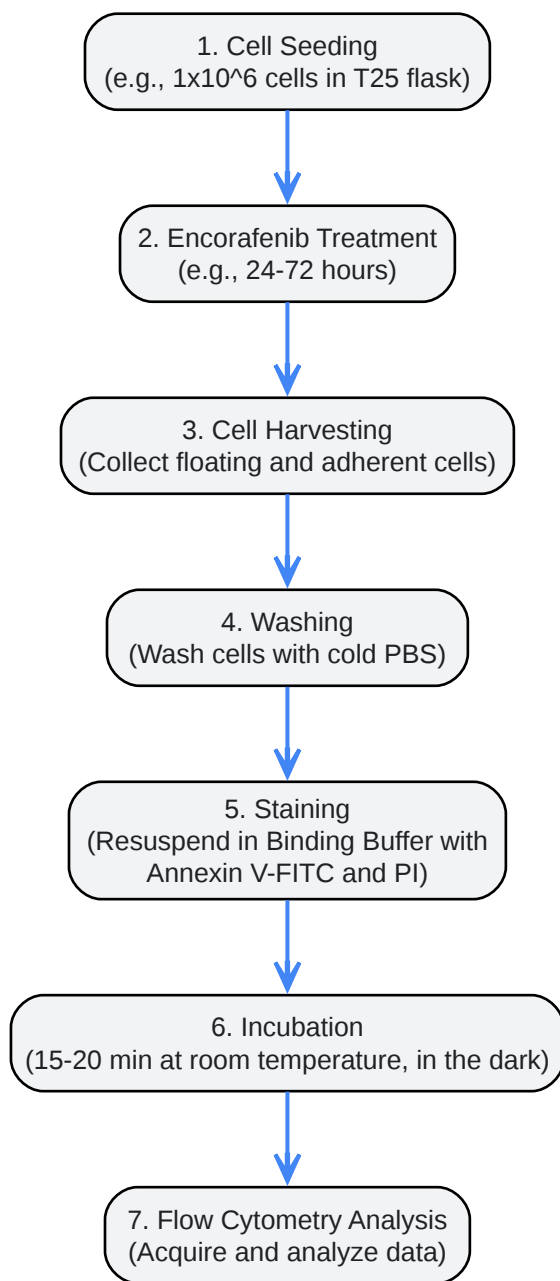 1. Cell Seeding
(e.g., 1x10^6 cells in T25 flask)
2. Encorafenib Treatment
(e.g., 24-72 hours)
3. Cell Harvesting
(Collect floating and adherent cells)
4. Washing
(Wash cells with cold PBS)
5. Staining
(Resuspend in Binding Buffer with
Annexin V-FITC and PI)
6. Incubation
(15-20 min at room temperature, in the dark)
7. Flow Cytometry Analysis
(Acquire and analyze data)